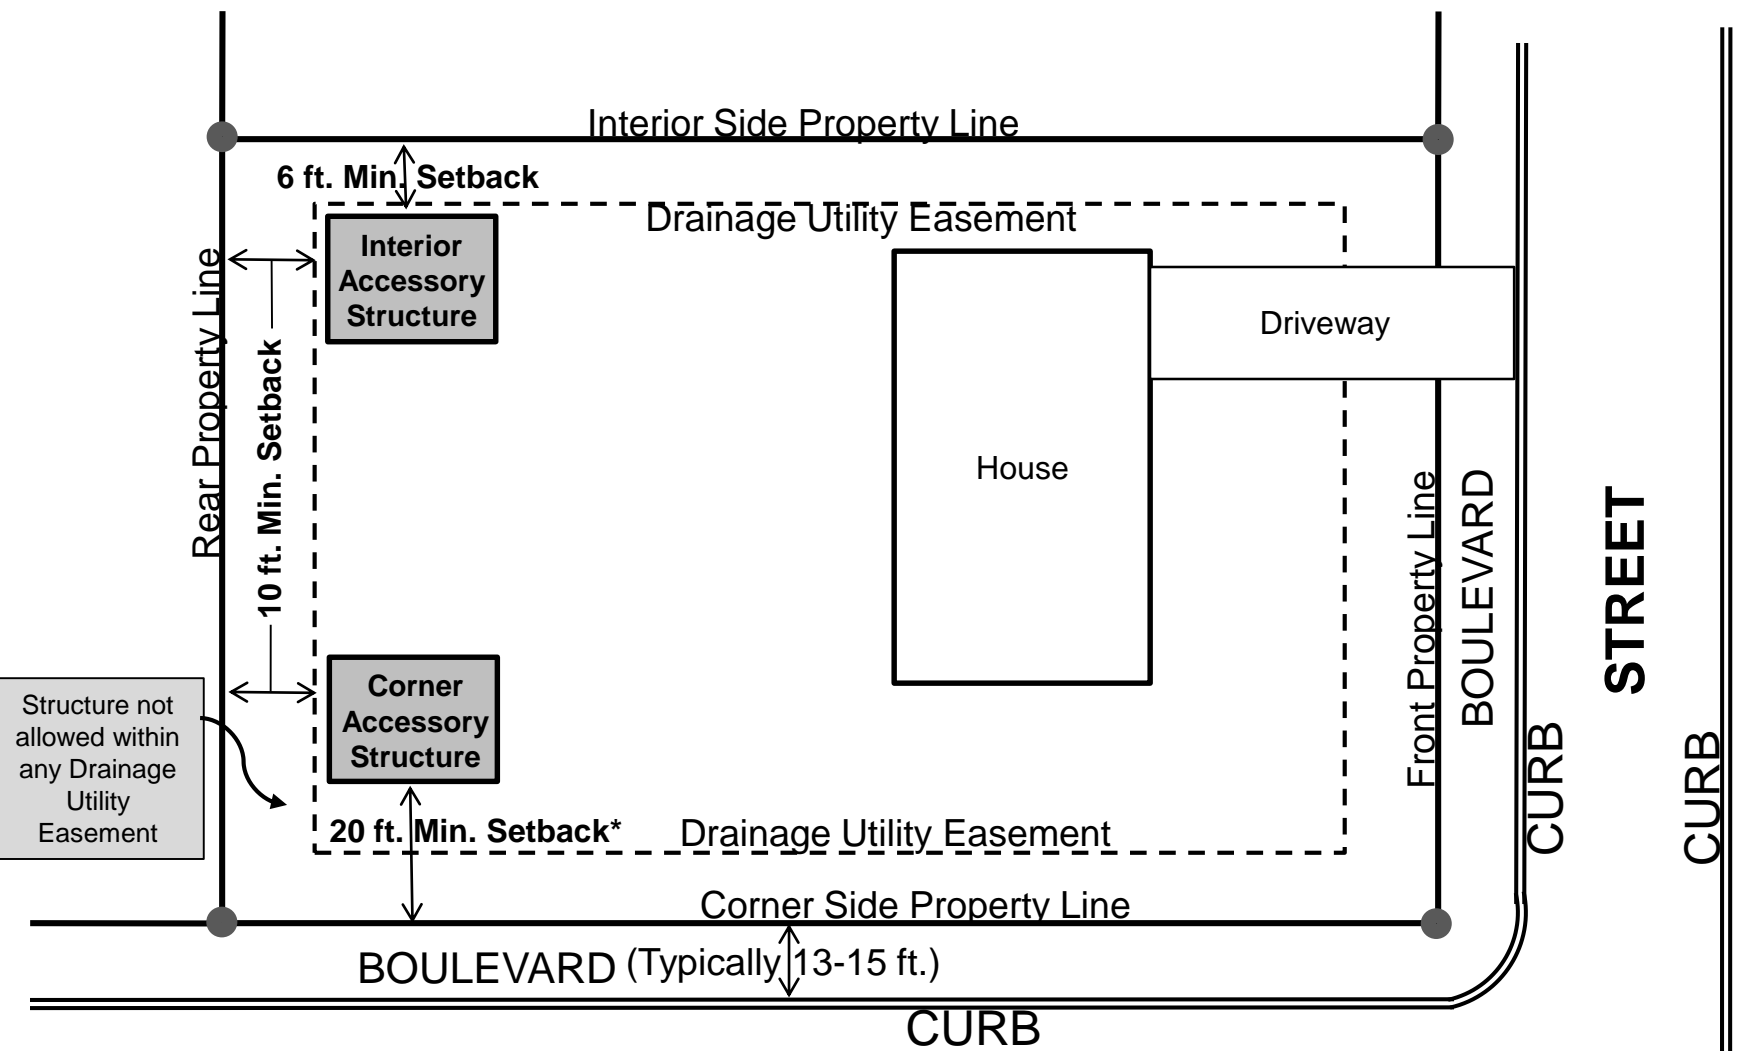 Interior Side Property Line
6 ft. Min. Setback
Drainage Utility Easement
Interior
Accessory
Structure
Rear Property Line
10 ft. Min. Setback
Driveway
House
Front Property Line
BOULEVARD
STREET
CURB
CURB
Corner
Accessory
Structure
Structure not
allowed within
any Drainage
Utility
Easement
20 ft. Min. Setback*
Drainage Utility Easement
Corner Side Property Line
BOULEVARD (Typically 13-15 ft.)
CURB